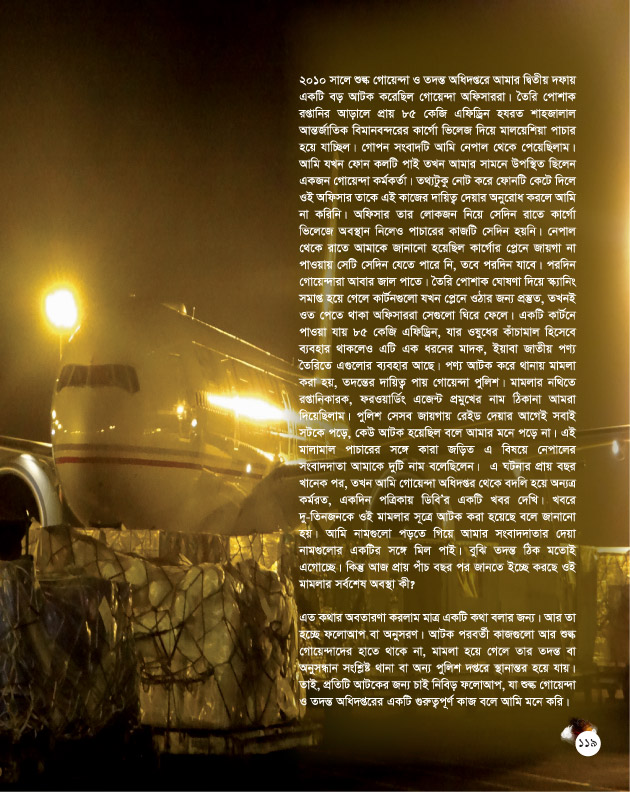 ২০১০ সালে শুল্ক গোয়েন্দা ও তদন্ত অধিদপ্তরে আমার দ্বিতীয় দফায়
একটি বড় আটক করেছিল গোয়েন্দা অফিসাররা। তৈরি পোশাক
রপ্তানির আড়ালে প্রায় ৮৫ কেজি এফিড্রিন হযরত শাহজালাল
আন্তর্জাতিক বিমানবন্দরের কার্গো ভিলেজ দিয়ে মালয়েশিয়া পাচার
হয়ে যাচ্ছিল। গোপন সংবাদটি আমি নেপাল থেকে পেয়েছিলাম।
আমি যখন ফোন কলটি পাই তখন আমার সামনে উপস্থিত ছিলেন
একজন গোয়েন্দা কর্মকর্তা। তথ্যটুকু নোট করে ফোনটি কেটে দিলে
ওই অফিসার তাকে এই কাজের দায়িত্ব দেয়ার অনুরোধ করলে আমি
না করিনি। অফিসার তার লোকজন নিয়ে সেদিন রাতে কার্গো
ভিলেজে অবস্থান নিলেও পাচারের কাজটি সেদিন হয়নি। নেপাল
থেকে রাতে আমাকে জানানো হয়েছিল কার্গোর প্লেনে জায়গা না
পাওয়ায় সেটি সেদিন যেতে পারে নি, তবে পরদিন যাবে। পরদিন
গোয়েন্দারা আবার জাল পাতে। তৈরি পোশাক ঘোষণা দিয়ে স্ক্যানিং
সমাপ্ত হয়ে গেলে কার্টনগুলো যখন প্লেনে ওঠার জন্য প্রস্তুত, তখনই
ওত পেতে থাকা অফিসাররা সেগুলো ঘিরে ফেলে। একটি কার্টনে
পাওয়া যায় ৮৫ কেজি এফিড্রিন, যার ওষুধের কাঁচামাল হিসেবে
ব্যবহার থাকলেও এটি এক ধরনের মাদক, ইয়াবা জাতীয় পণ্য
তৈরিতে এগুলোর ব্যবহার আছে। পণ্য আটক করে থানায় মামলা
করা হয়, তদন্তের দায়িত্ব পায় গোয়েন্দা পুলিশ। মামলার নথিতে
রপ্তানিকারক, ফরওয়ার্ডিং এজেন্ট প্রমুখের নাম ঠিকানা আমরা
দিয়েছিলাম। পুলিশ সেসব জায়গায় রেইড দেয়ার আগেই সবাই
সটকে পড়ে, কেউ আটক হয়েছিল বলে আমার মনে পড়ে না। এই
মালামাল পাচারের সঙ্গে কারা জড়িত এ বিষয়ে নেপালের
সংবাদদাতা আমাকে দুটি নাম বলেছিলেন। এ ঘটনার প্রায় বছর
খানেক পর, তখন আমি গোয়েন্দা অধিদপ্তর থেকে বদলি হয়ে অন্যত্র
কর্মরত, একদিন পত্রিকায় ডিবি'র একটি খবর দেখি। খবরে
দু-তিনজনকে ওই মামলার সূত্রে আটক করা হয়েছে বলে জানানো
হয়। আমি নামগুলো পড়তে গিয়ে আমার সংবাদদাতার দেয়া
নামগুলোর একটির সঙ্গে মিল পাই। বুঝি তদন্ত ঠিক মতোই
এগোচ্ছে। কিন্তু আজ প্রায় পাঁচ বছর পর জানতে ইচ্ছে করছে ওই
মামলার সর্বশেষ অবস্থা কী?
এত কথার অবতারণা করলাম মাত্র একটি কথা বলার জন্য। আর তা
হচ্ছে ফলোআপ বা অনুসরণ। আটক পরবর্তী কাজগুলো আর শুল্ক
গোয়েন্দাদের হাতে থাকে না, মামলা হয়ে গেলে তার তদন্ত বা
অনুসন্ধান সংশ্লিষ্ট থানা বা অন্য পুলিশ দপ্তরে স্থানান্তর হয়ে যায়।
তাই, প্রতিটি আটকের জন্য চাই নিবিড় ফলোআপ, যা শুল্ক গোয়েন্দা
ও তদন্ত অধিদপ্তরের একটি গুরুত্বপূর্ণ কাজ বলে আমি মনে করি।
১১৯